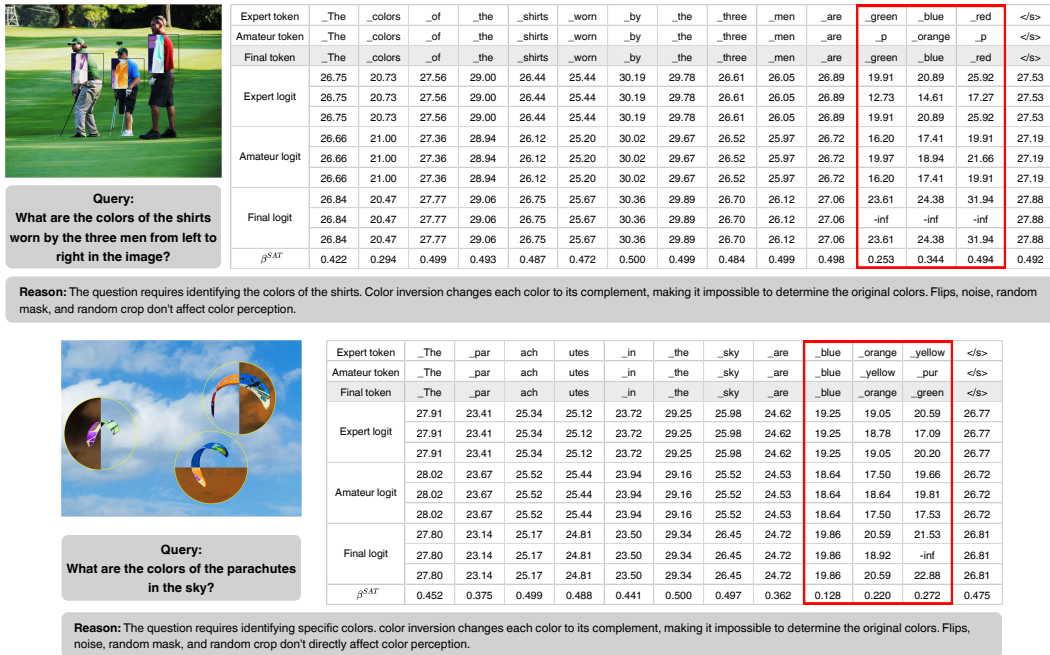 Expert token _The _colors _of _the _shirts _worn _by _the _three _men _are _green _blue _red </s>
Amateur token _The _colors _of _the _shirts _worn _by _the _three _men _are _p _orange _p </s>
Final token _The _colors _of _the _shirts _worn _by _the _three _men _are _green _blue _red </s>
Expert logit
26.75 20.73 27.56 29.00 26.44 25.44 30.19 29.78 26.61 26.05 26.89 19.91 20.89 25.92 27.53
26.75 20.73 27.56 29.00 26.44 25.44 30.19 29.78 26.61 26.05 26.89 12.73 14.61 17.27 27.53
26.75 20.73 27.56 29.00 26.44 25.44 30.19 29.78 26.61 26.05 26.89 19.91 20.89 25.92 27.53
Amateur logit
26.66 21.00 27.36 28.94 26.12 25.20 30.02 29.67 26.52 25.97 26.72 16.20 17.41 19.91 27.19
26.66 21.00 27.36 28.94 26.12 25.20 30.02 29.67 26.52 25.97 26.72 19.97 18.94 21.66 27.19
26.66 21.00 27.36 28.94 26.12 25.20 30.02 29.67 26.52 25.97 26.72 16.20 17.41 19.91 27.19
Final logit
26.84 20.47 27.77 29.06 26.75 25.67 30.36 29.89 26.70 26.12 27.06 23.61 24.38 31.94 27.88
26.84 20.47 27.77 29.06 26.75 25.67 30.36 29.89 26.70 26.12 27.06 -inf -inf -inf 27.88
26.84 20.47 27.77 29.06 26.75 25.67 30.36 29.89 26.70 26.12 27.06 23.61 24.38 31.94 27.88
β^SAT 0.422 0.294 0.499 0.493 0.487 0.472 0.500 0.499 0.484 0.499 0.498 0.253 0.344 0.494 0.492
Query:
What are the colors of the shirts
worn by the three men from left to
right in the image?
Reason: The question requires identifying the colors of the shirts. Color inversion changes each color to its complement, making it impossible to determine the original colors. Flips, noise, random
mask, and random crop don't affect color perception.
Expert token _The _par ach utes _in _the _sky _are _blue _orange _yellow </s>
Amateur token _The _par ach utes _in _the _sky _are _blue _yellow _pur </s>
Final token _The _par ach utes _in _the _sky _are _blue _orange _green </s>
Expert logit
27.91 23.41 25.34 25.12 23.72 29.25 25.98 24.62 19.25 19.05 20.59 26.77
27.91 23.41 25.34 25.12 23.72 29.25 25.98 24.62 19.25 18.78 17.09 26.77
27.91 23.41 25.34 25.12 23.72 29.25 25.98 24.62 19.25 19.05 20.20 26.77
Amateur logit
28.02 23.67 25.52 25.44 23.94 29.16 25.52 24.53 18.64 17.50 19.66 26.72
28.02 23.67 25.52 25.44 23.94 29.16 25.52 24.53 18.64 18.64 19.81 26.72
28.02 23.67 25.52 25.44 23.94 29.16 25.52 24.53 18.64 17.50 17.53 26.72
Final logit
27.80 23.14 25.17 24.81 23.50 29.34 26.45 24.72 19.86 20.59 21.53 26.81
27.80 23.14 25.17 24.81 23.50 29.34 26.45 24.72 19.86 18.92 -inf 26.81
27.80 23.14 25.17 24.81 23.50 29.34 26.45 24.72 19.86 20.59 22.88 26.81
β^SAT 0.452 0.375 0.499 0.488 0.441 0.500 0.497 0.362 0.128 0.220 0.272 0.475
Query:
What are the colors of the parachutes
in the sky?
Reason: The question requires identifying specific colors. color inversion changes each color to its complement, making it impossible to determine the original colors. Flips,
noise, random mask, and random crop don't directly affect color perception.